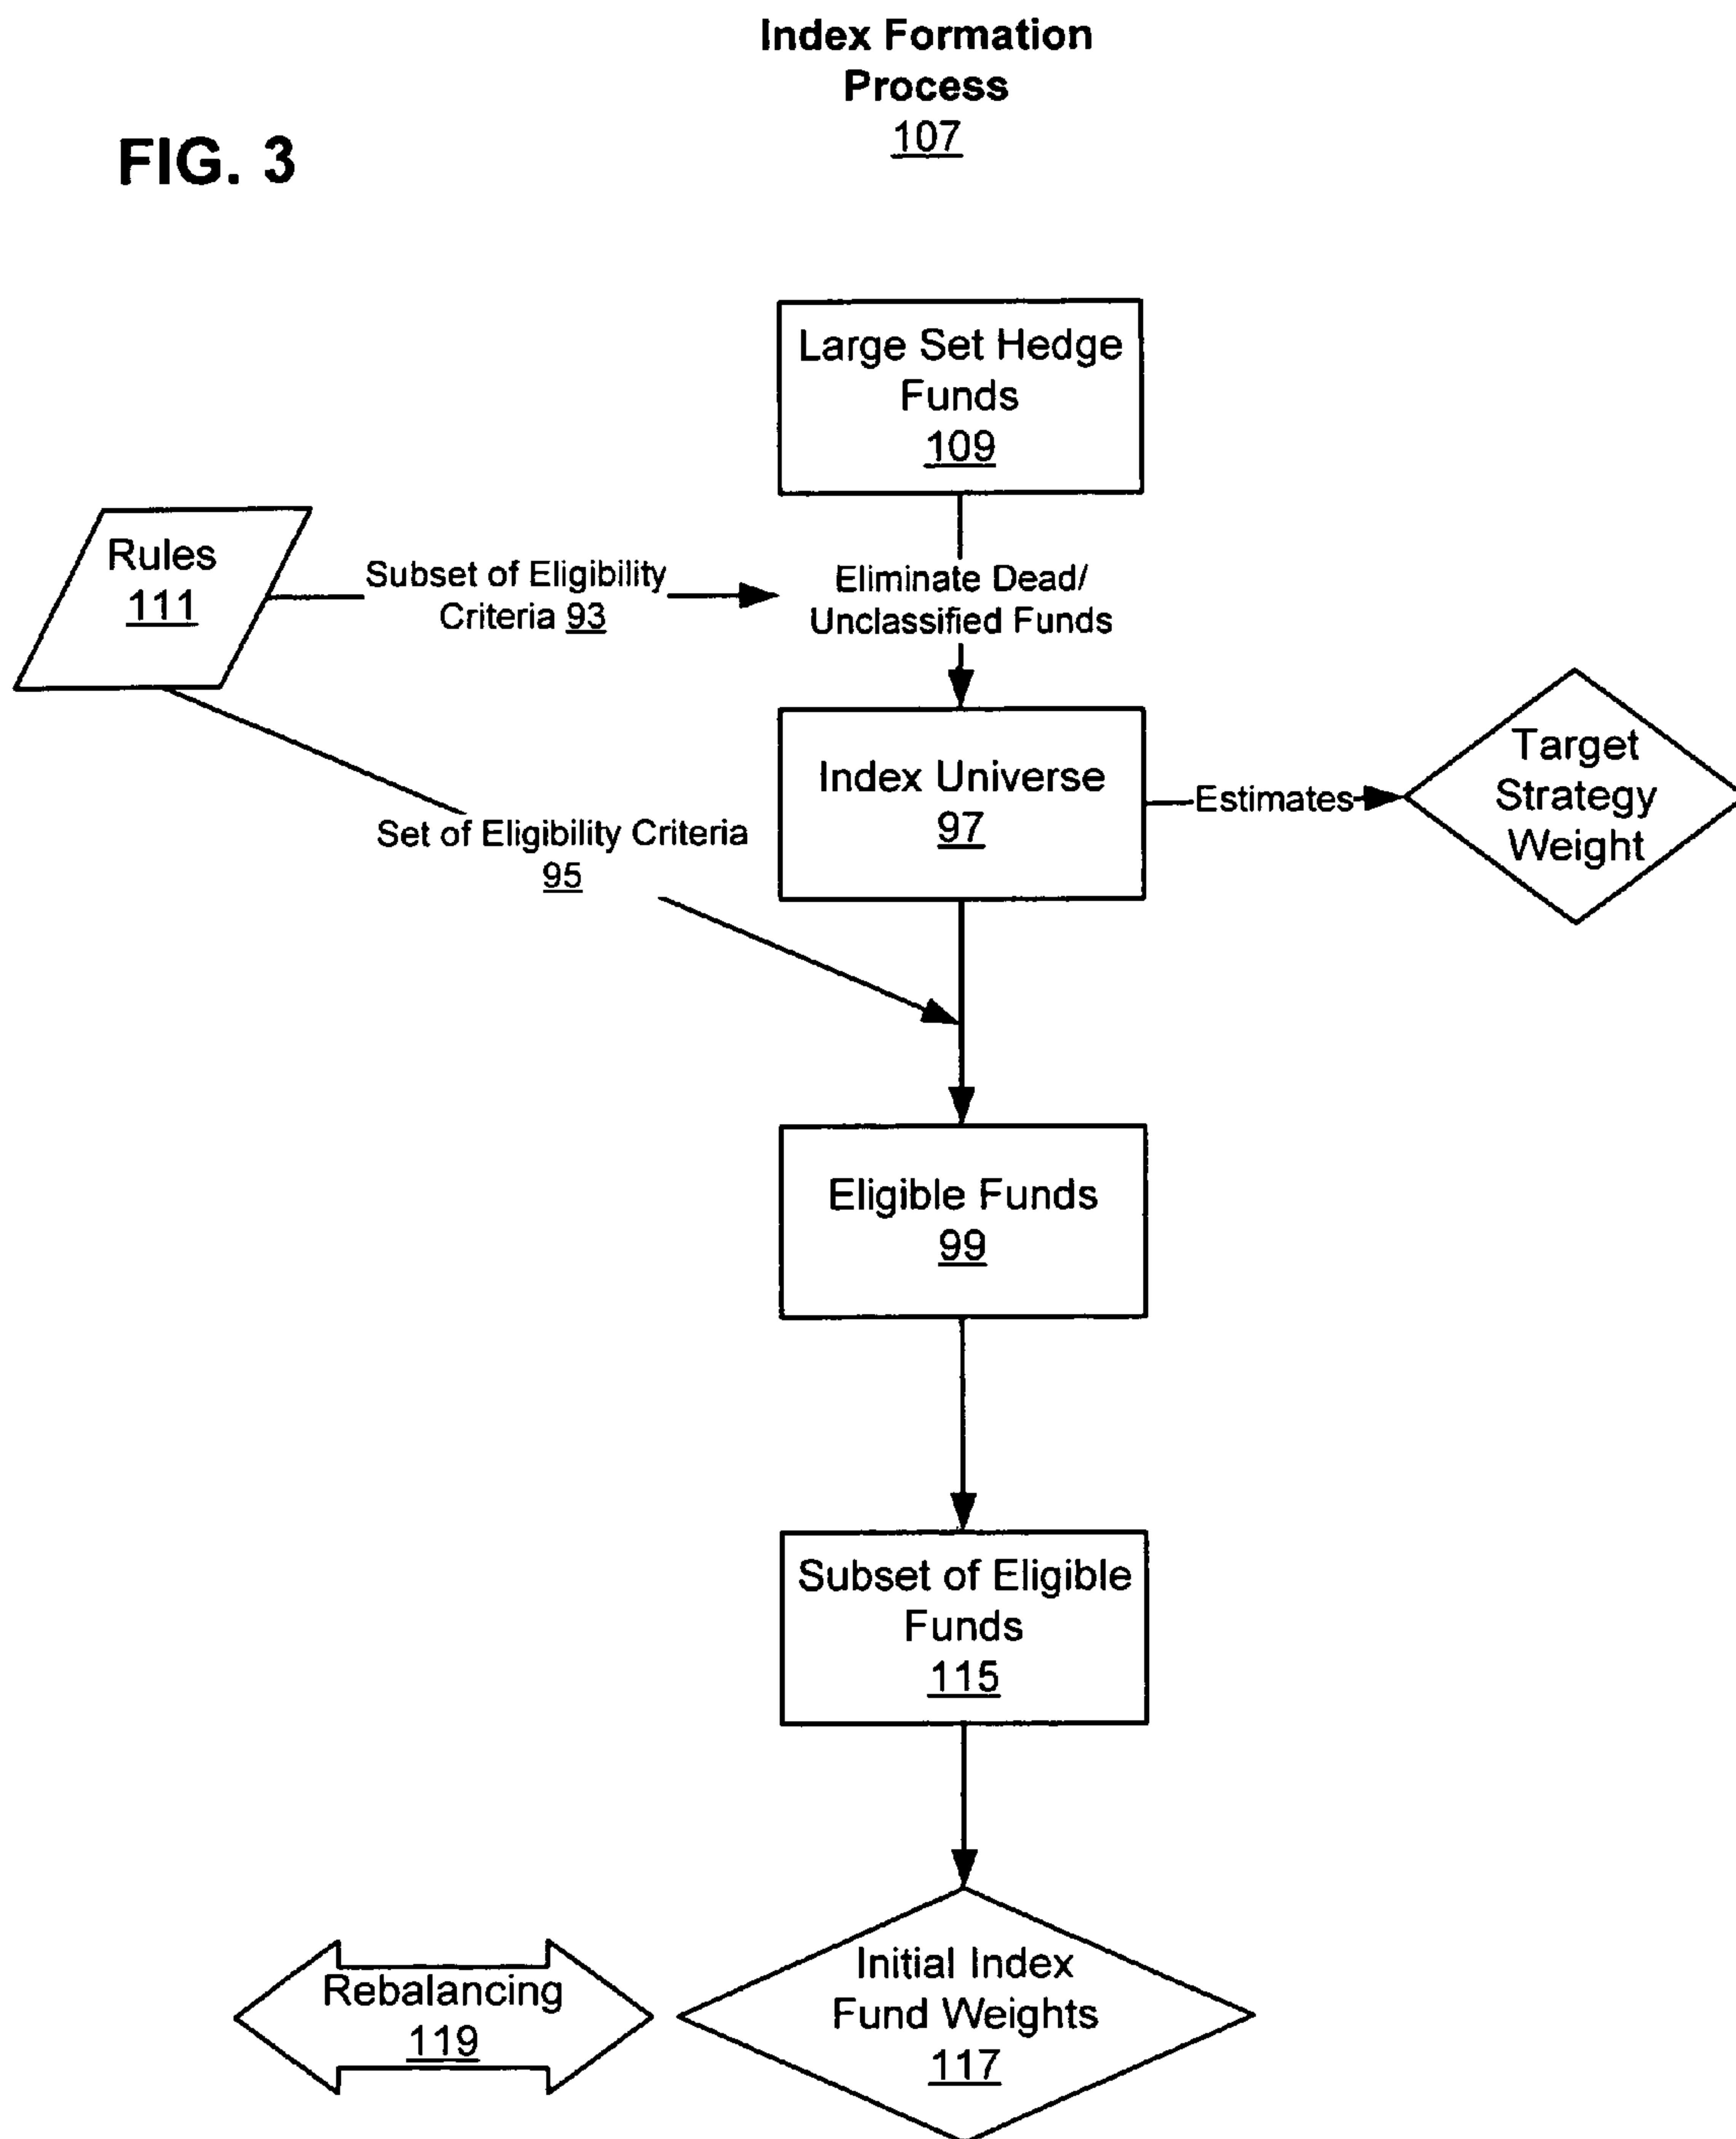 Index Formation
Process
107
FIG. 3
Large Set Hedge
Funds
109
Rules
111
Subset of Eligibility
Criteria 93
Eliminate Dead/
Unclassified Funds
Index Universe
97
Estimates
Target
Strategy
Weight
Set of Eligibility Criteria
95
Eligible Funds
99
Subset of Eligible
Funds
115
Initial Index
Fund Weights
117
Rebalancing
119